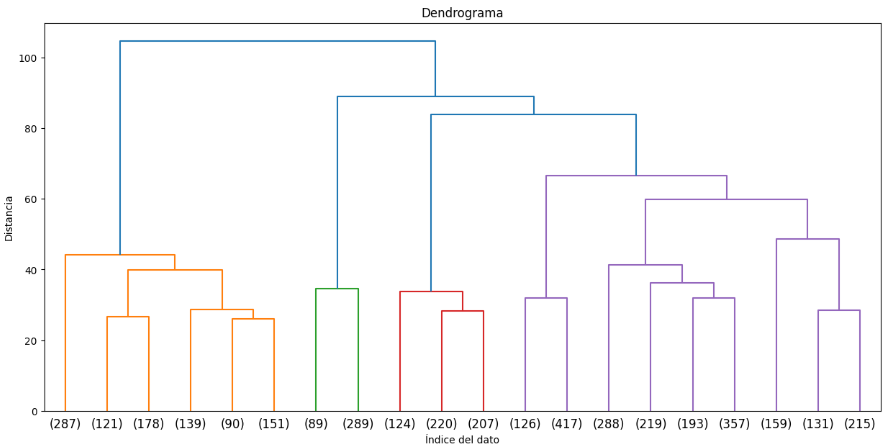 Dendrograma
Distancia
100
80
60
40
20
0
(287) (121) (178) (139) (90) (151) (89) (289) (124) (220) (207) (126) (417) (288) (219) (193) (357) (159) (131) (215)
Índice del dato